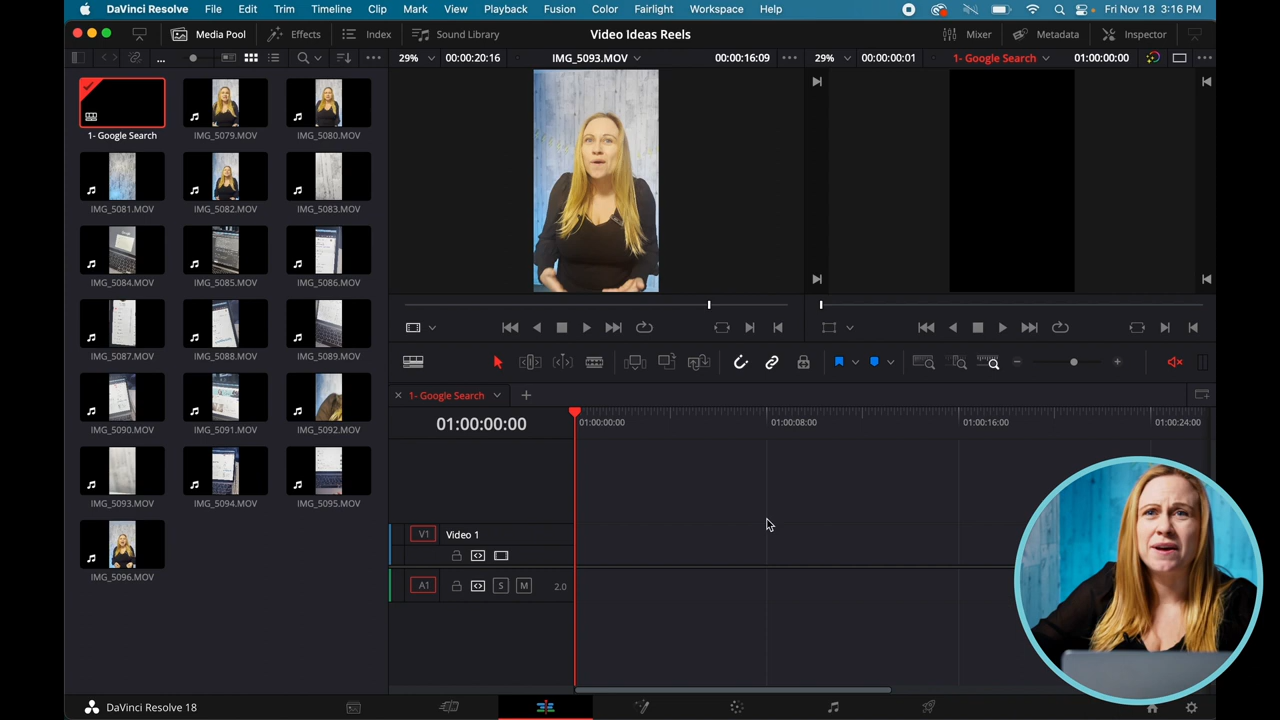 DaVinci Resolve File Edit Trim Timeline Clip Mark View Playback Fusion Color Fairlight Workspace Help Fri Nov 18 3:16 PM
Media Pool Effects Index Sound Library Video Ideas Reels Mixer Metadata Inspector
... 29% 00:00:20:16 IMG_5093.MOV 00:00:16:09 29% 00:00:00:01 1- Google Search 01:00:00:00
1- Google Search IMG_5079.MOV IMG_5080.MOV
IMG_5081.MOV IMG_5082.MOV IMG_5083.MOV
IMG_5084.MOV IMG_5085.MOV IMG_5086.MOV
IMG_5087.MOV IMG_5088.MOV IMG_5089.MOV
IMG_5090.MOV IMG_5091.MOV IMG_5092.MOV
IMG_5093.MOV IMG_5094.MOV IMG_5095.MOV
IMG_5096.MOV
1- Google Search
01:00:00:00 01:00:00:00 01:00:08:00 01:00:16:00 01:00:24:00
V1 Video 1
A1 S M 2.0
DaVinci Resolve 18